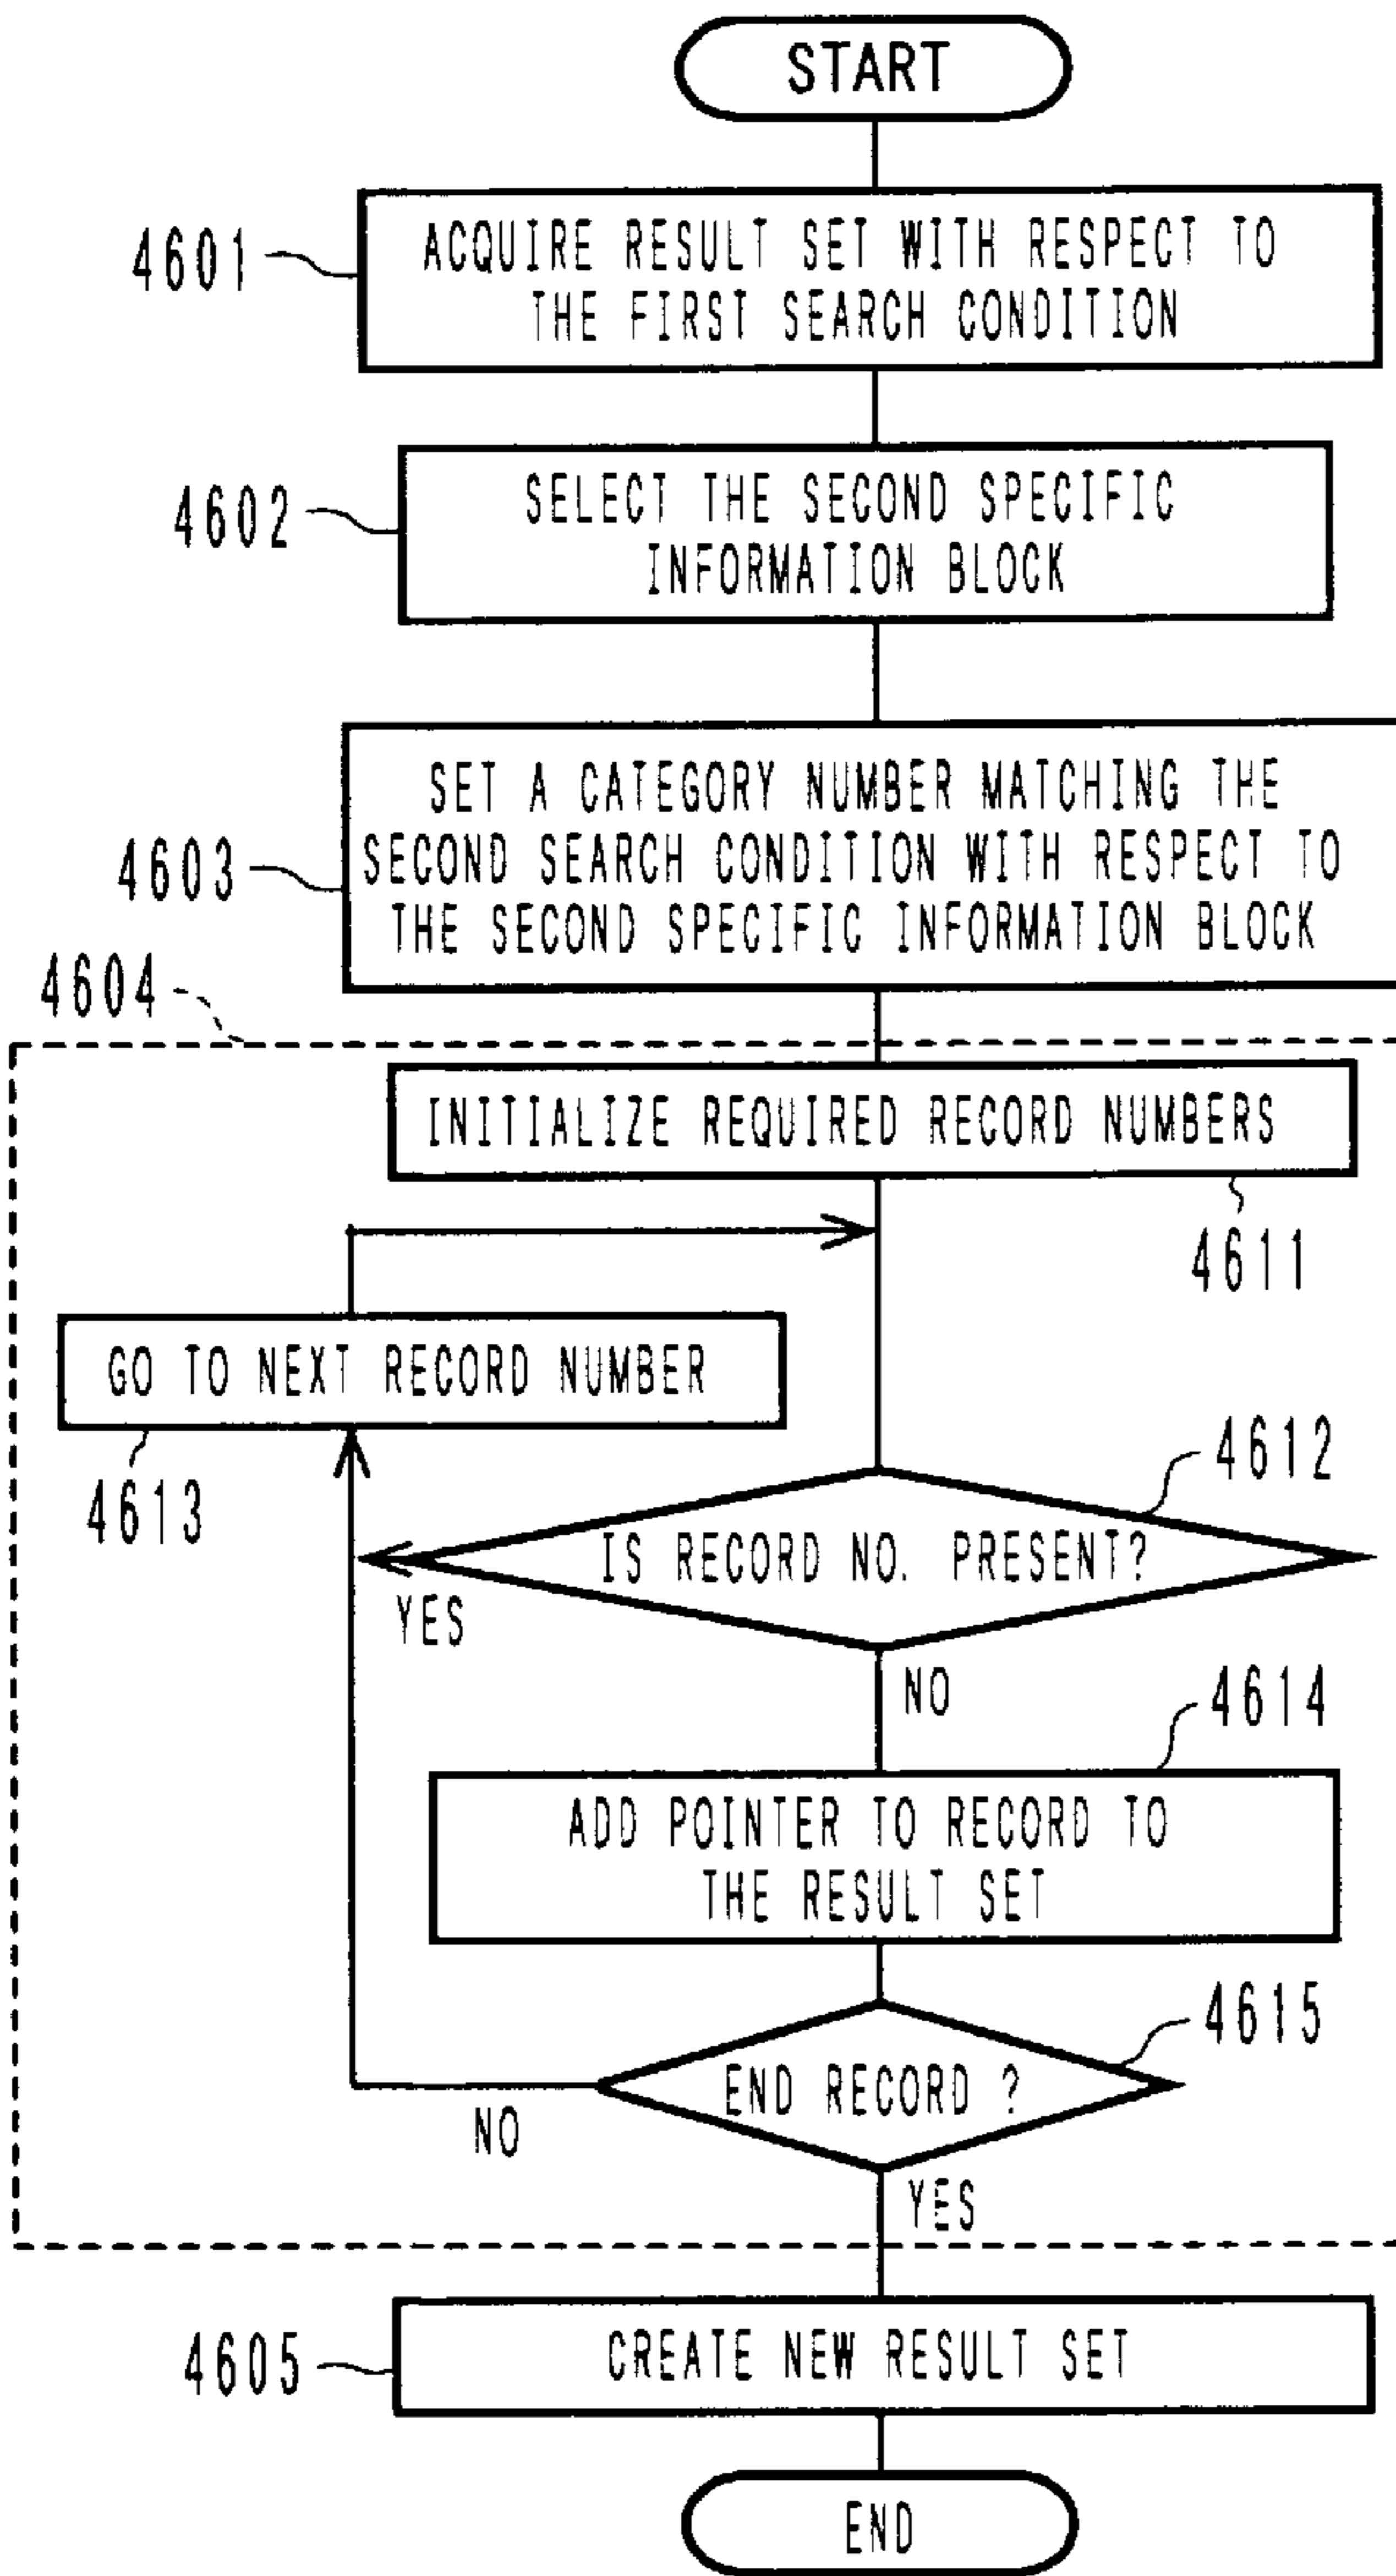 START
4601
ACQUIRE RESULT SET WITH RESPECT TO
THE FIRST SEARCH CONDITION
4602
SELECT THE SECOND SPECIFIC
INFORMATION BLOCK
4603
SET A CATEGORY NUMBER MATCHING THE
SECOND SEARCH CONDITION WITH RESPECT TO
THE SECOND SPECIFIC INFORMATION BLOCK
4604
INITIALIZE REQUIRED RECORD NUMBERS
4611
GO TO NEXT RECORD NUMBER
4613
4612
IS RECORD NO. PRESENT?
YES
NO
4614
ADD POINTER TO RECORD TO
THE RESULT SET
4615
END RECORD ?
NO
YES
4605
CREATE NEW RESULT SET
END